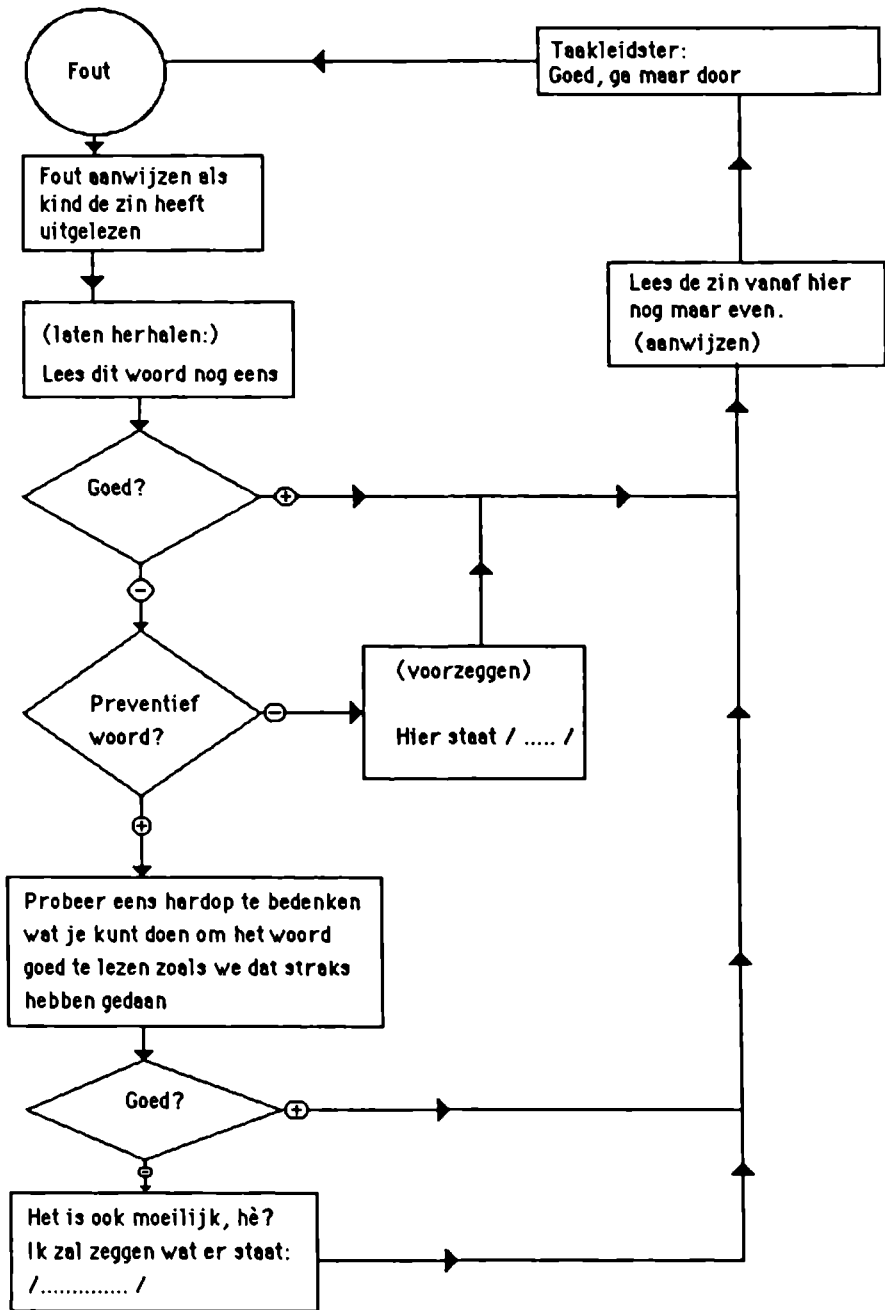 Fout
Taakleidster:
Goed, ga maar door
Fout aanwijzen als
kind de zin heeft
uitgelezen
Lees de zin vanaf hier
nog maar even.
(aanwijzen)
(laten herhalen:)
Lees dit woord nog eens
Goed?
+
-
Preventief
woord?
-
(voorzeggen)
Hier staat / ..... /
+
Probeer eens hardop te bedenken
wat je kunt doen om het woord
goed te lezen zoals we dat straks
hebben gedaan
Goed?
+
-
Het is ook moeilijk, hè?
Ik zal zeggen wat er staat:
/.............. /